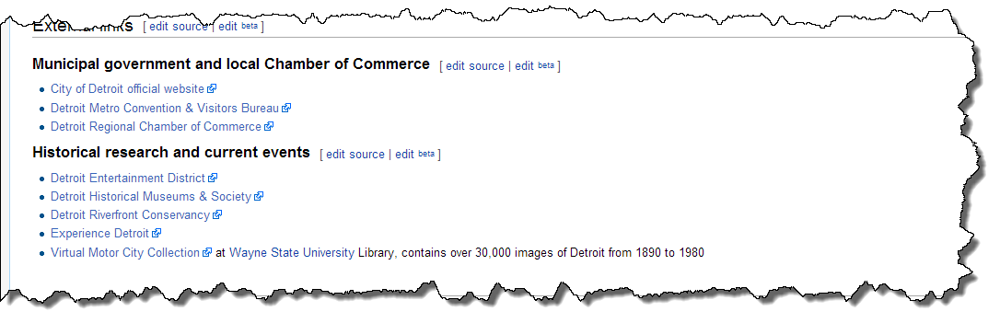 [ edit source | edit beta ]
Municipal government and local Chamber of Commerce [ edit source | edit beta ]
City of Detroit official website
Detroit Metro Convention & Visitors Bureau
Detroit Regional Chamber of Commerce
Historical research and current events [ edit source | edit beta ]
Detroit Entertainment District
Detroit Historical Museums & Society
Detroit Riverfront Conservancy
Experience Detroit
Virtual Motor City Collection at Wayne State University Library, contains over 30,000 images of Detroit from 1890 to 1980